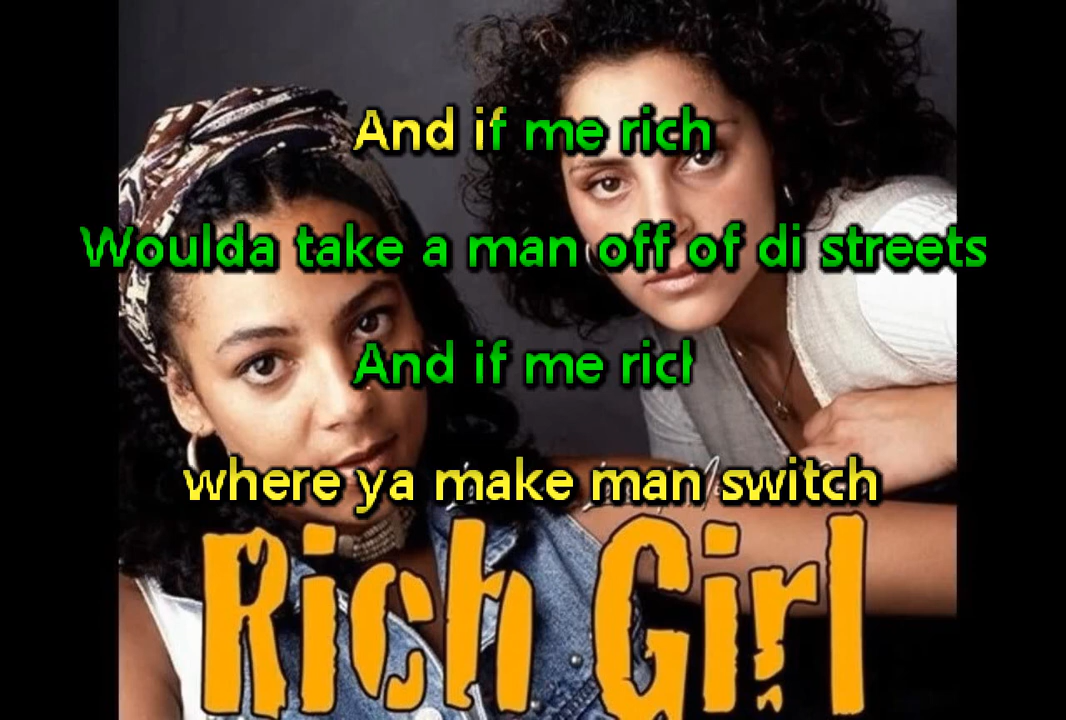 And if me rich
Woulda take a man off of di streets
And if me rich
where ya make man switch
Rich Girl